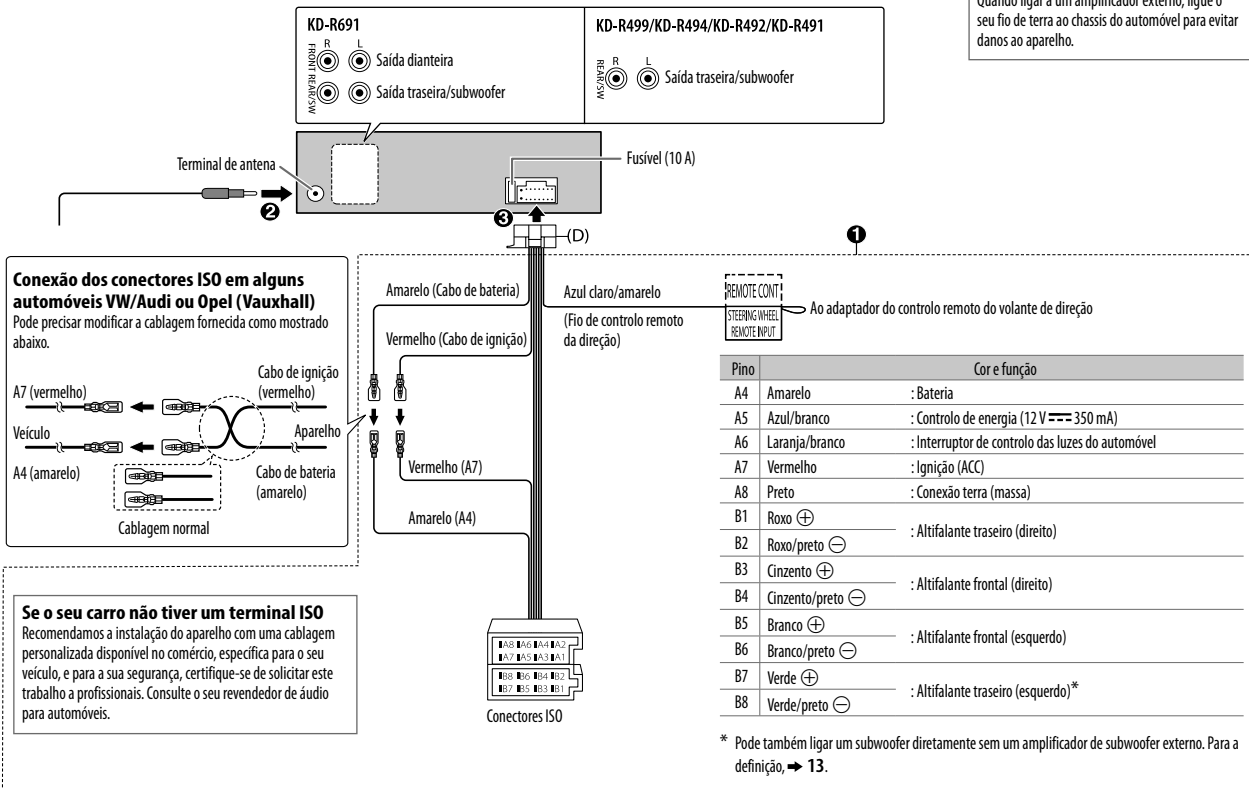 Quando ligar a um amplificador externo, ligue o
seu fio de terra ao chassis do automóvel para evitar
danos ao aparelho.
KD-R691
R L
FRONT
Saída dianteira
REAR/SW
Saída traseira/subwoofer
KD-R499/KD-R494/KD-R492/KD-R491
R L
REAR/SW
Saída traseira/subwoofer
Terminal de antena
Fusível (10 A)
2
3
(D)
1
Conexão dos conectores ISO em alguns
automóveis VW/Audi ou Opel (Vauxhall)
Pode precisar modificar a cablagem fornecida como mostrado
abaixo.
A7 (vermelho)
Cabo de ignição
(vermelho)
Veículo
Aparelho
A4 (amarelo)
Cabo de bateria
(amarelo)
Cablagem normal
Amarelo (Cabo de bateria)
Vermelho (Cabo de ignição)
Azul claro/amarelo
(Fio de controlo remoto
da direção)
REMOTE CONT
STEERING WHEEL
REMOTE INPUT
Ao adaptador do controlo remoto do volante de direção
Vermelho (A7)
Amarelo (A4)
Pino Cor e função
A4 Amarelo : Bateria
A5 Azul/branco : Controlo de energia (12 V ⎓ 350 mA)
A6 Laranja/branco : Interruptor de controlo das luzes do automóvel
A7 Vermelho : Ignição (ACC)
A8 Preto : Conexão terra (massa)
B1 Roxo ⊕ : Altifalante traseiro (direito)
B2 Roxo/preto ⊖
B3 Cinzento ⊕ : Altifalante frontal (direito)
B4 Cinzento/preto ⊖
B5 Branco ⊕ : Altifalante frontal (esquerdo)
B6 Branco/preto ⊖
B7 Verde ⊕ : Altifalante traseiro (esquerdo)*
B8 Verde/preto ⊖
* Pode também ligar um subwoofer diretamente sem um amplificador de subwoofer externo. Para a
definição, ➡ 13.
Se o seu carro não tiver um terminal ISO
Recomendamos a instalação do aparelho com uma cablagem
personalizada disponível no comércio, específica para o seu
veículo, e para a sua segurança, certifique-se de solicitar este
trabalho a profissionais. Consulte o seu revendedor de áudio
para automóveis.
A8 A6 A4 A2
A7 A5 A3 A1
B8 B6 B4 B2
B7 B5 B3 B1
Conectores ISO